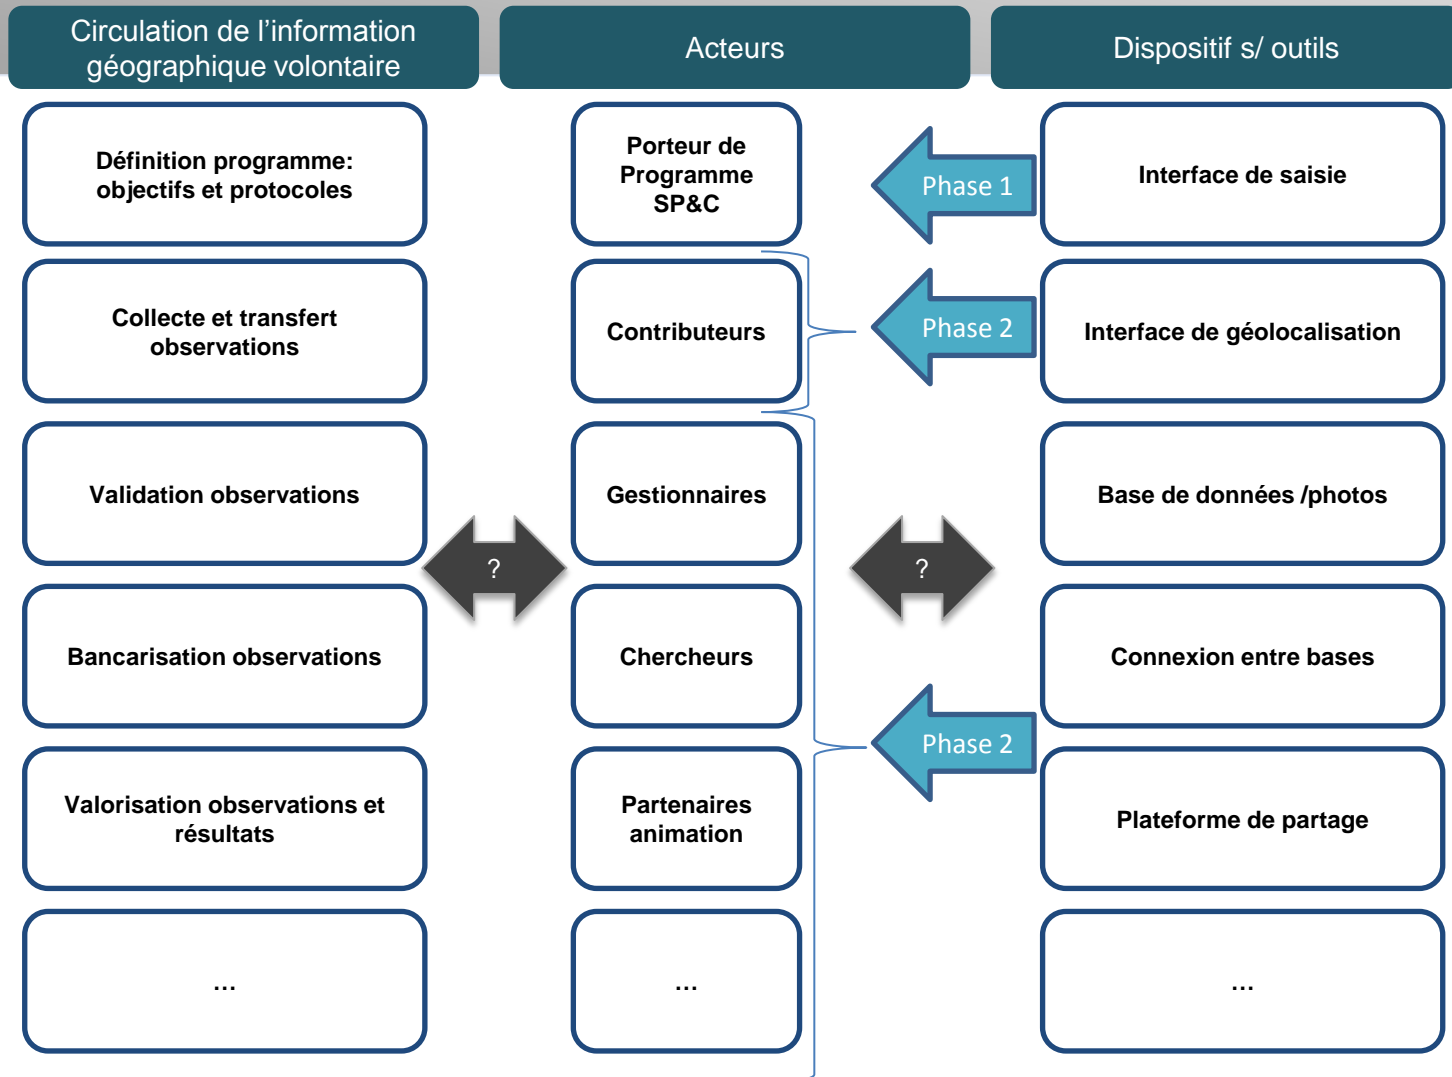 Circulation de l’information
géographique volontaire
Acteurs
Dispositif s/ outils
Définition programme:
objectifs et protocoles
Porteur de
Programme
SP&C
Phase 1
Interface de saisie
Collecte et transfert
observations
Contributeurs
Phase 2
Interface de géolocalisation
Validation observations
Gestionnaires
Base de données /photos
?
?
Bancarisation observations
Chercheurs
Connexion entre bases
Phase 2
Valorisation observations et
résultats
Partenaires
animation
Plateforme de partage
…
…
…